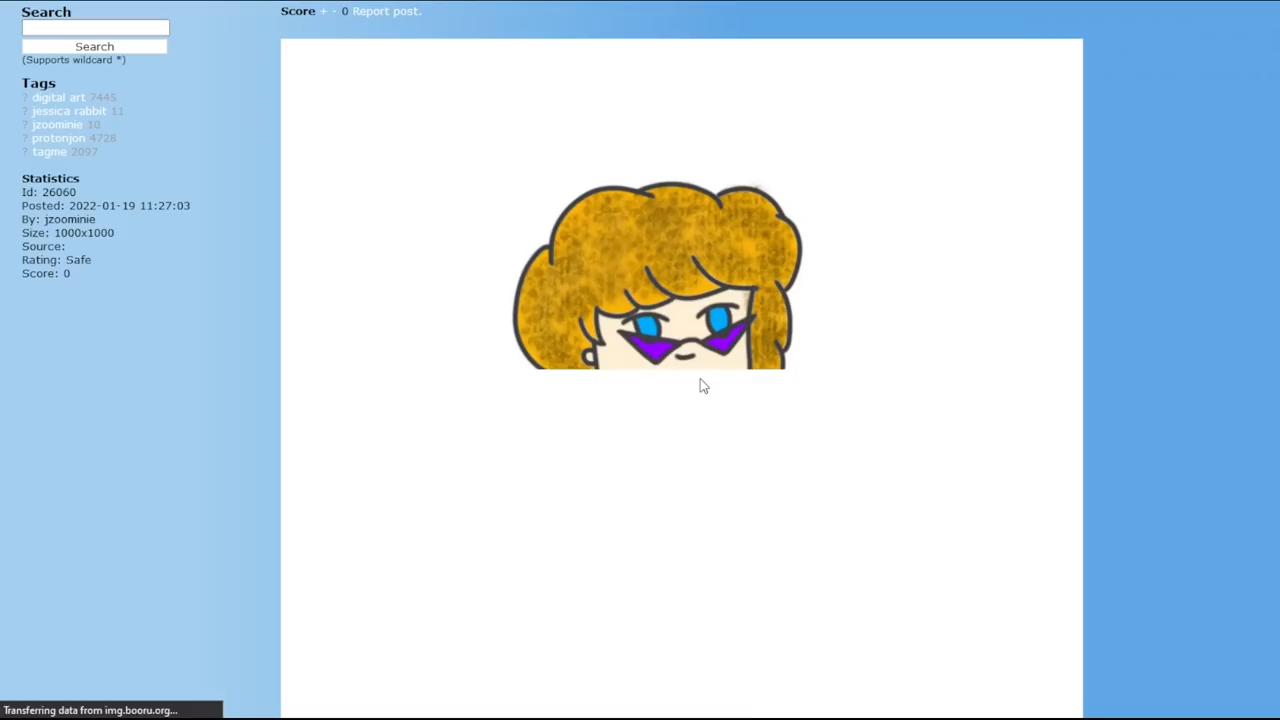 Search
Search
(Supports wildcard *)
Tags
? digital art 7445
? jessica rabbit 11
? jzoominie 10
? protonjon 4728
? tagme 2097
Statistics
Id: 26060
Posted: 2022-01-19 11:27:03
By: jzoominie
Size: 1000x1000
Source:
Rating: Safe
Score: 0
Score + - 0 Report post.
Transferring data from img.booru.org...